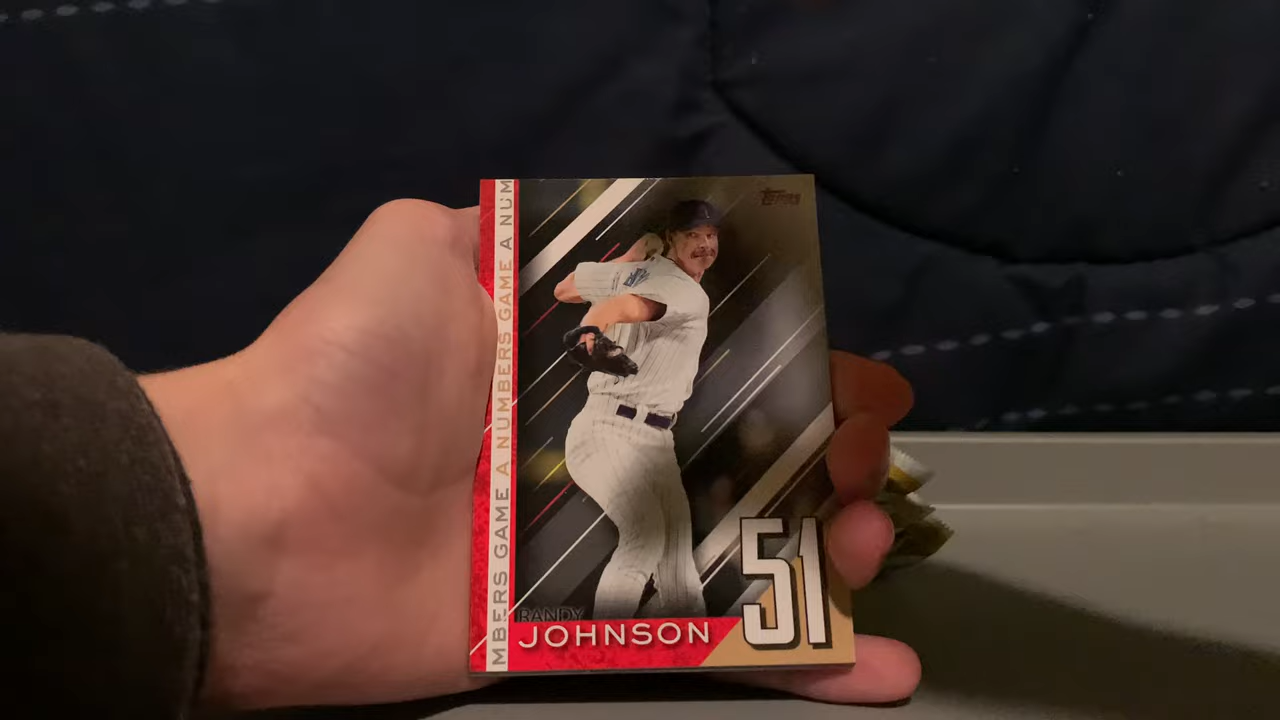 Topps
MBERS GAME A NUMBERS GAME A NUM
51
RANDY
JOHNSON